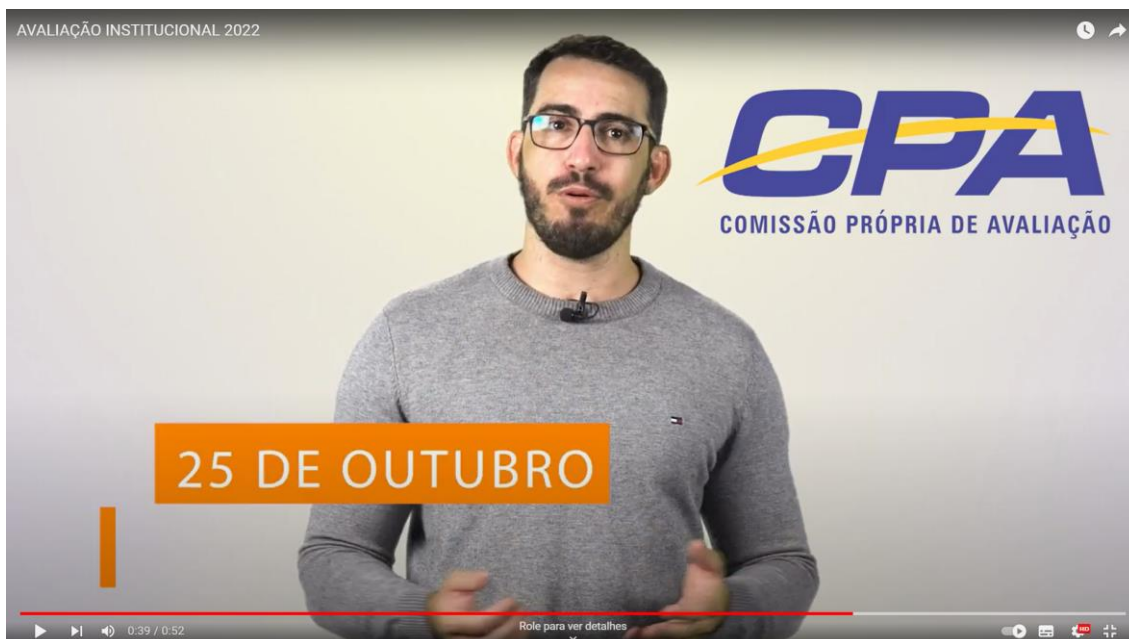 AVALIAÇÃO INSTITUCIONAL 2022
CPA
COMISSÃO PRÓPRIA DE AVALIAÇÃO
25 DE OUTUBRO
0:39 / 0:52
Role para ver detalhes
HD